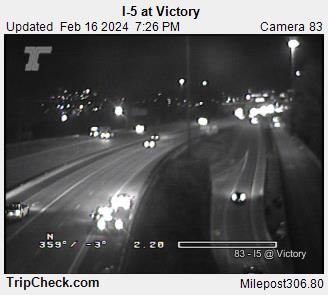 I-5 at Victory
Updated Feb 16 2024 7:26 PM Camera 83
T
N
359°/ -3° 2.20
83 - I5 @ Victory
TripCheck.com Milepost306.80